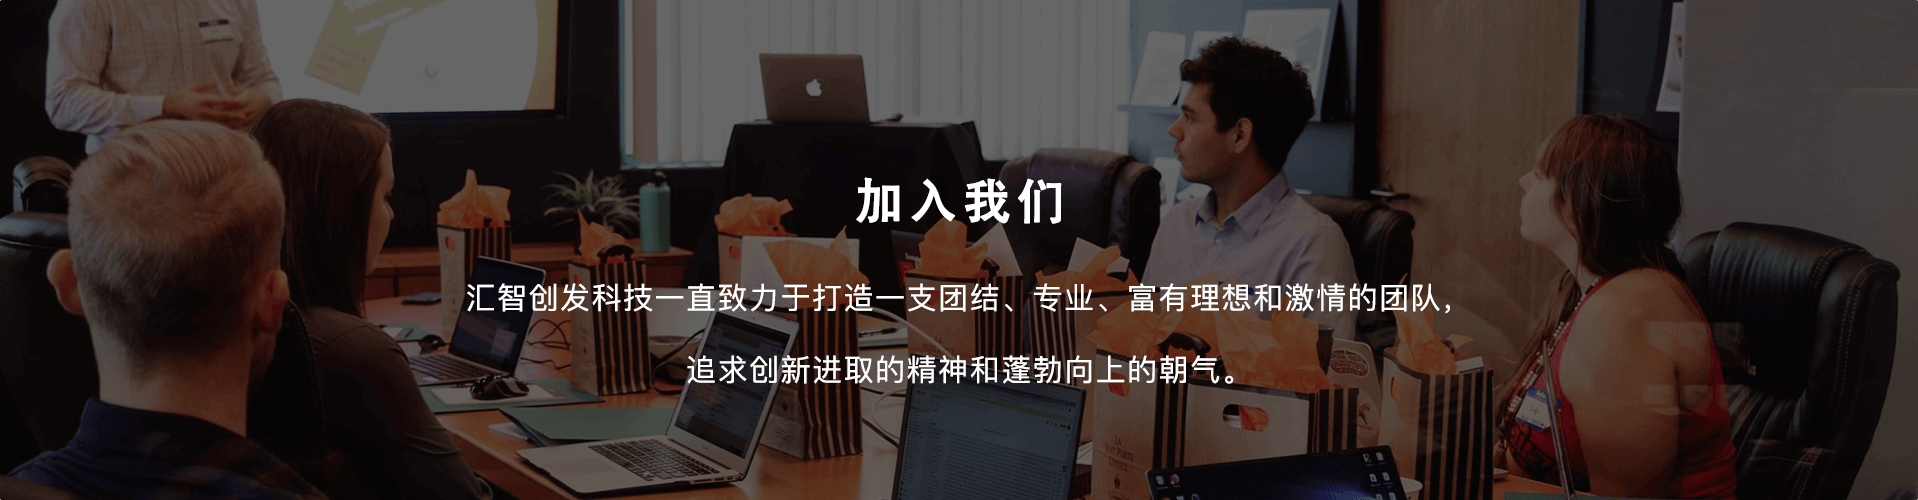 加入我们
汇智创发科技一直致力于打造一支团结、专业、富有理想和激情的团队，
追求创新进取的精神和蓬勃向上的朝气。